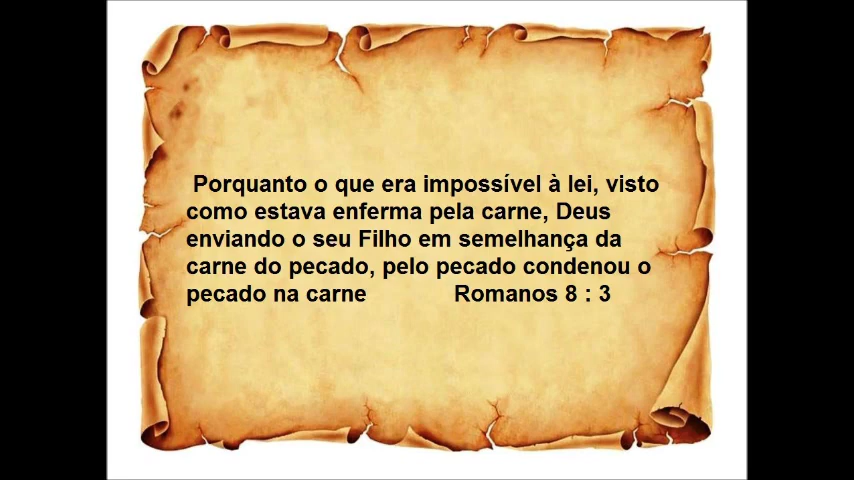 Porquanto o que era impossível à lei, visto
como estava enferma pela carne, Deus
enviando o seu Filho em semelhança da
carne do pecado, pelo pecado condenou o
pecado na carne Romanos 8 : 3